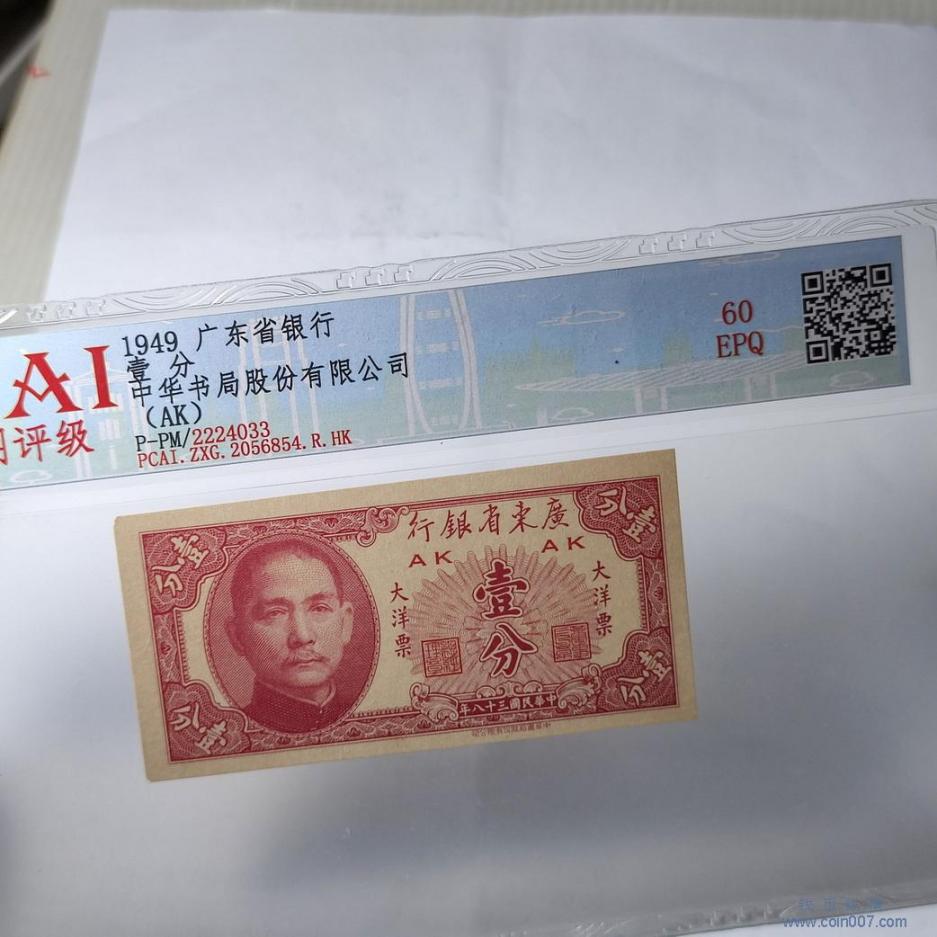 AI
评级
1949 广东省银行
壹 分
中华书局股份有限公司
（AK）
P-PM/2224033
PCAI.ZXG.2056854.R.HK
60
EPQ
行銀省東廣
AK AK
壹分
壹分
大洋票
壹分
大洋票
壹分
壹分
年八十三國民華中
www.coin007.com